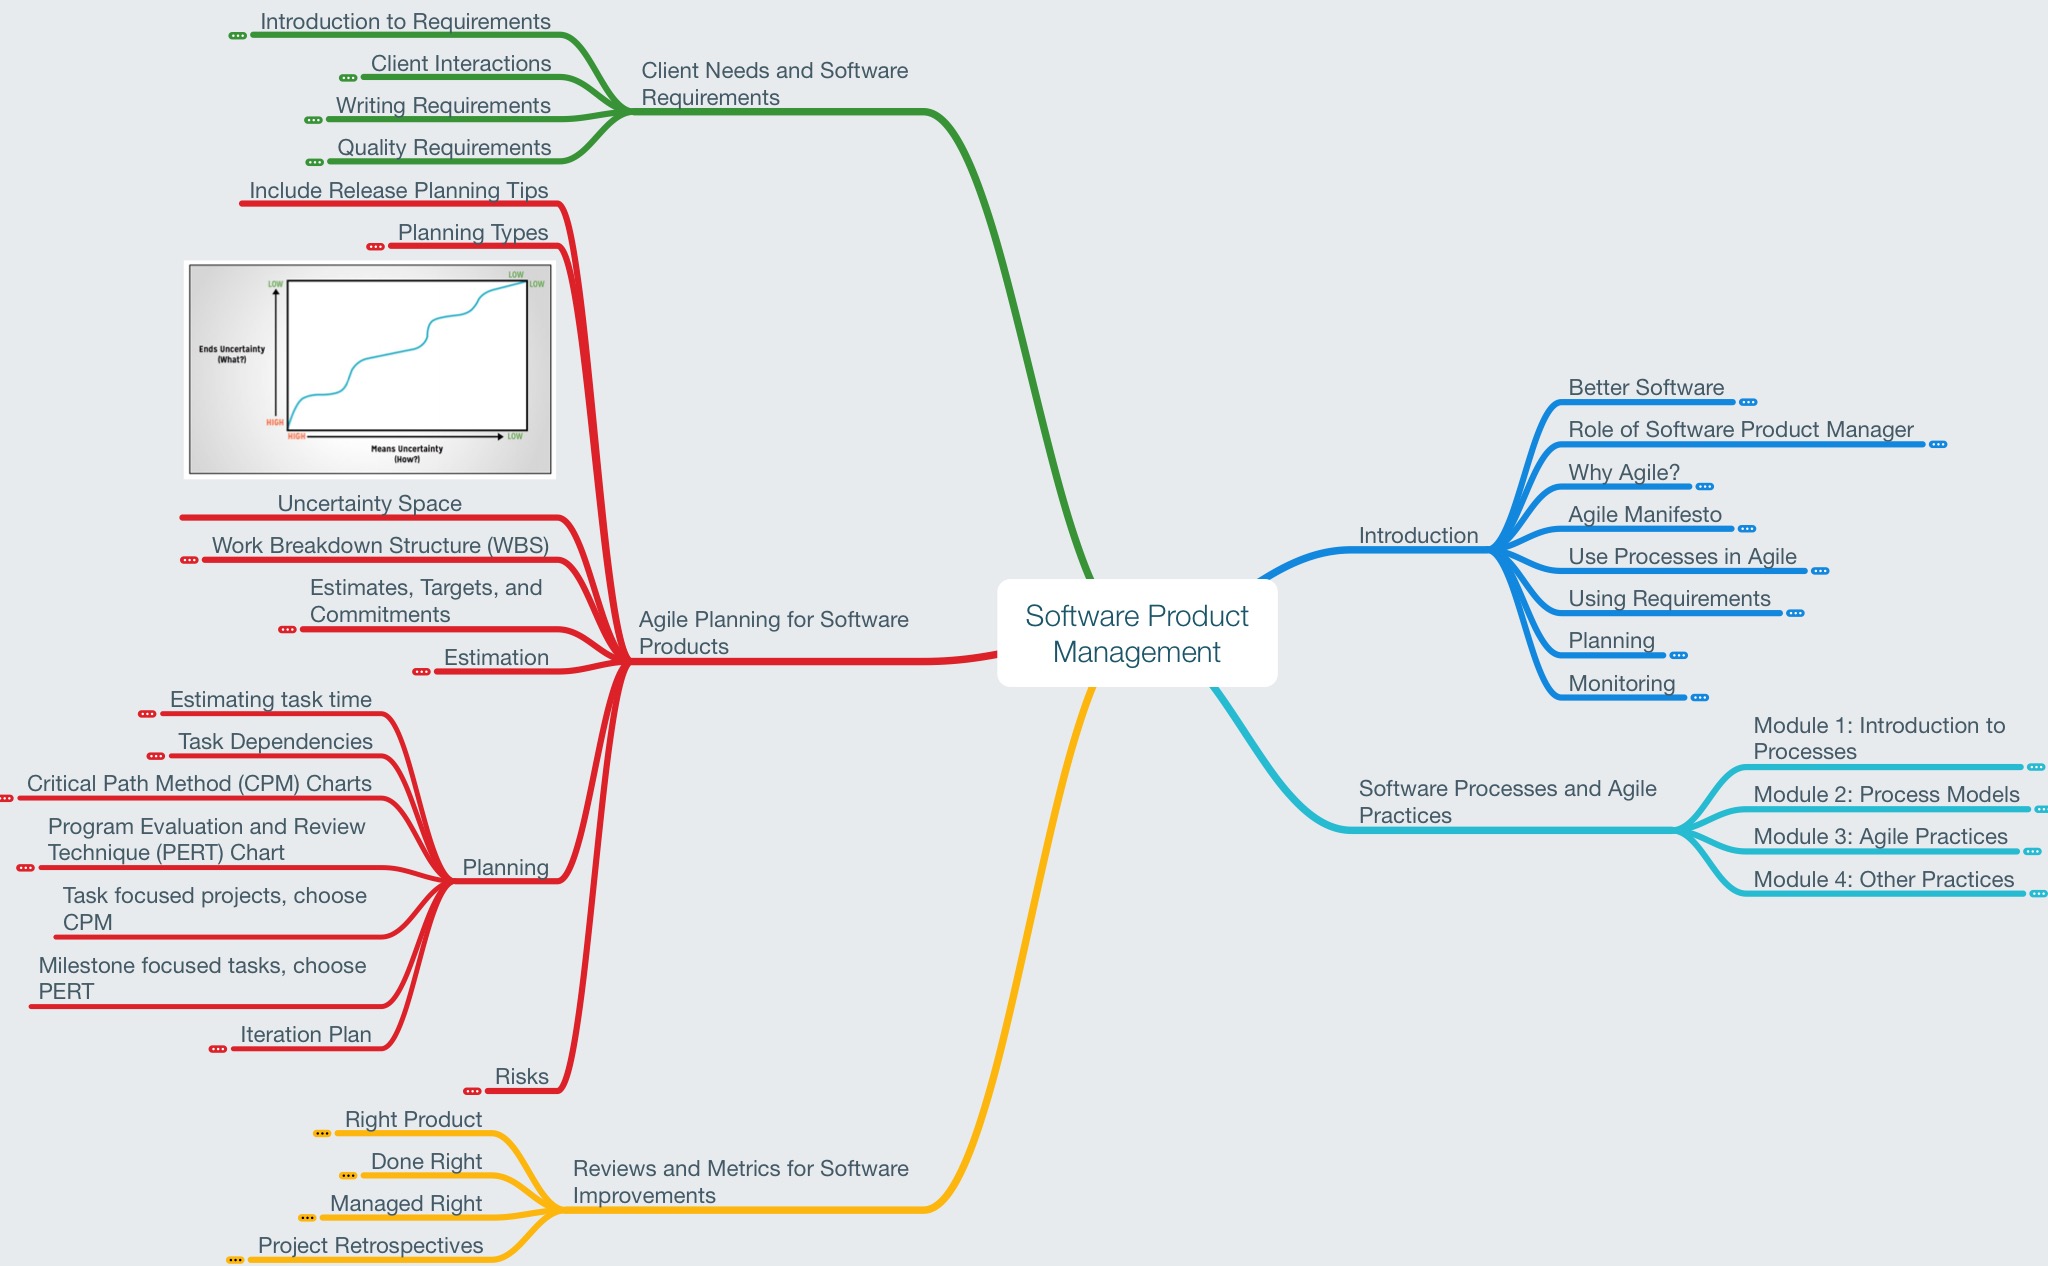 Introduction to Requirements
Client Interactions
Writing Requirements
Quality Requirements
Client Needs and Software
Requirements
Include Release Planning Tips
Planning Types
LOW
LOW
LOW
Ends Uncertainty
(What?)
HIGH
HIGH
LOW
Means Uncertainty
(How?)
Uncertainty Space
Work Breakdown Structure (WBS)
Estimates, Targets, and
Commitments
Estimation
Agile Planning for Software
Products
Estimating task time
Task Dependencies
Critical Path Method (CPM) Charts
Program Evaluation and Review
Technique (PERT) Chart
Task focused projects, choose
CPM
Milestone focused tasks, choose
PERT
Iteration Plan
Planning
Risks
Right Product
Done Right
Managed Right
Project Retrospectives
Reviews and Metrics for Software
Improvements
Software Product
Management
Introduction
Better Software
Role of Software Product Manager
Why Agile?
Agile Manifesto
Use Processes in Agile
Using Requirements
Planning
Monitoring
Software Processes and Agile
Practices
Module 1: Introduction to
Processes
Module 2: Process Models
Module 3: Agile Practices
Module 4: Other Practices